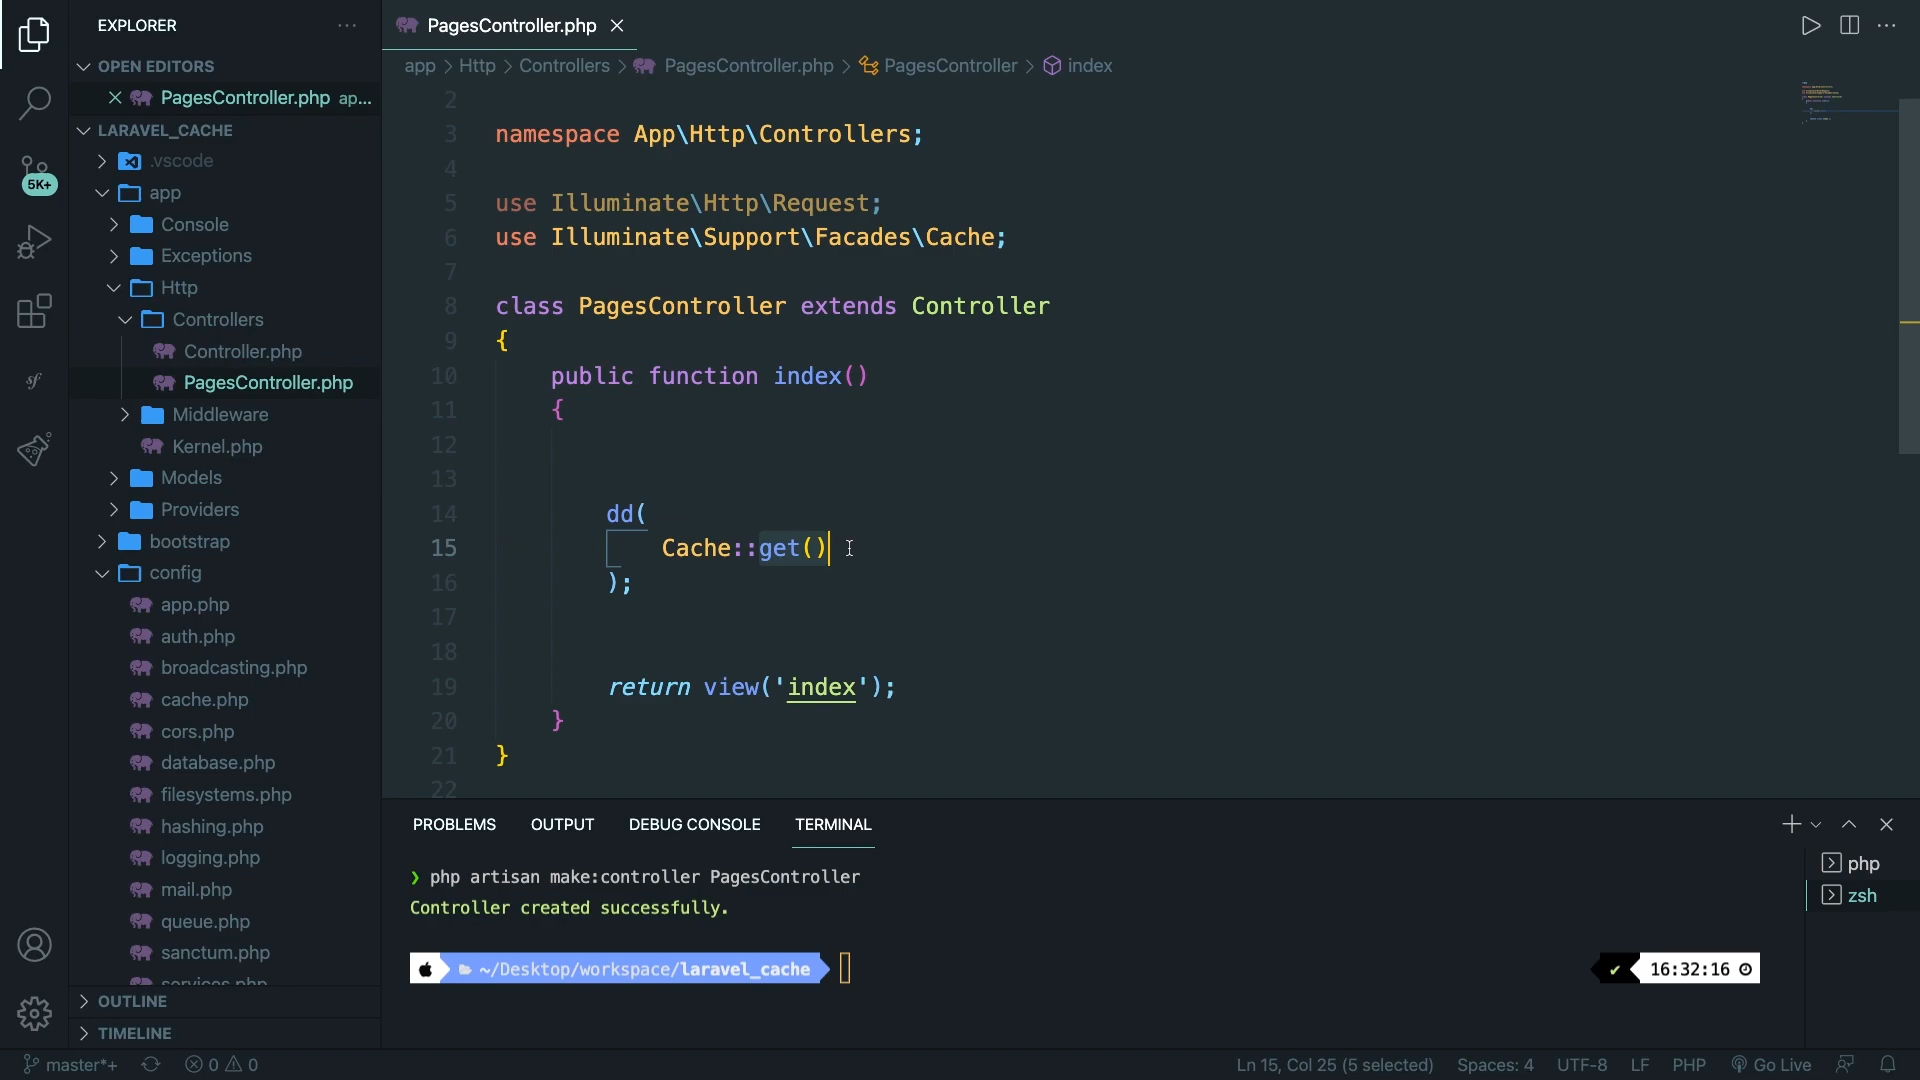 EXPLORER
OPEN EDITORS
PagesController.php ap...
LARAVEL_CACHE
.vscode
app
Console
Exceptions
Http
Controllers
Controller.php
PagesController.php
Middleware
Kernel.php
Models
Providers
bootstrap
config
app.php
auth.php
broadcasting.php
cache.php
cors.php
database.php
filesystems.php
hashing.php
logging.php
mail.php
queue.php
sanctum.php
services.php
OUTLINE
TIMELINE
5K+
PagesController.php
app > Http > Controllers > PagesController.php > PagesController > index
2
3 namespace App\Http\Controllers;
4
5 use Illuminate\Http\Request;
6 use Illuminate\Support\Facades\Cache;
7
8 class PagesController extends Controller
9 {
10 public function index()
11 {
12
13
14 dd(
15 Cache::get()
16 );
17
18
19 return view('index');
20 }
21 }
22
PROBLEMS OUTPUT DEBUG CONSOLE TERMINAL
❯ php artisan make:controller PagesController
Controller created successfully.
~/Desktop/workspace/laravel_cache
✔ 16:32:16
php
zsh
master*+ 0 0 Ln 15, Col 25 (5 selected) Spaces: 4 UTF-8 LF PHP Go Live